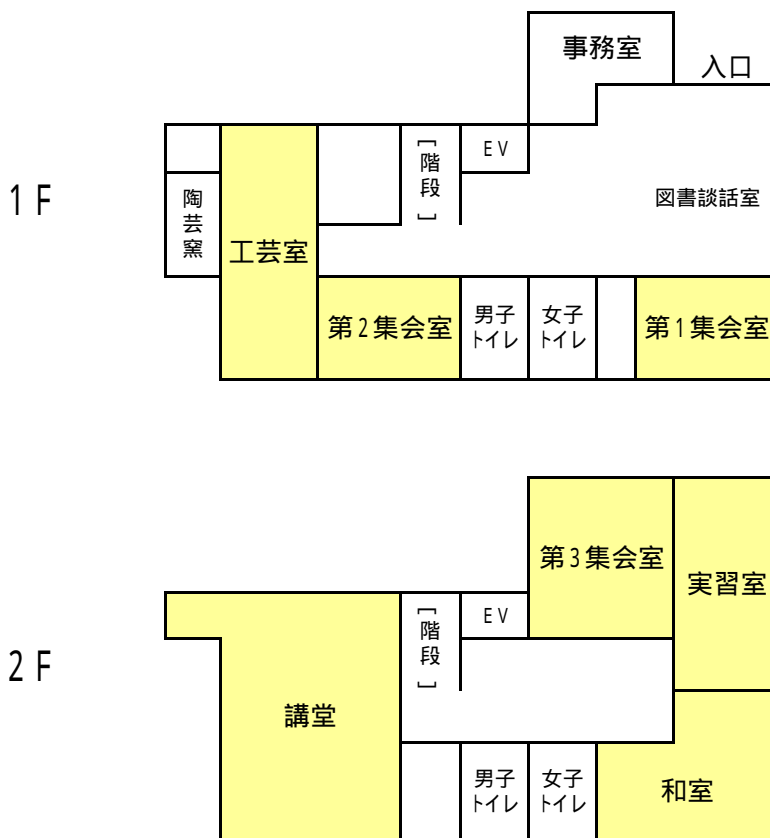 事務室
入口
1F
[階段]
EV
陶芸窯
図書談話室
工芸室
第2集会室
男子
トイレ
女子
トイレ
第1集会室
第3集会室
実習室
[階段]
EV
2F
講堂
男子
トイレ
女子
トイレ
和室